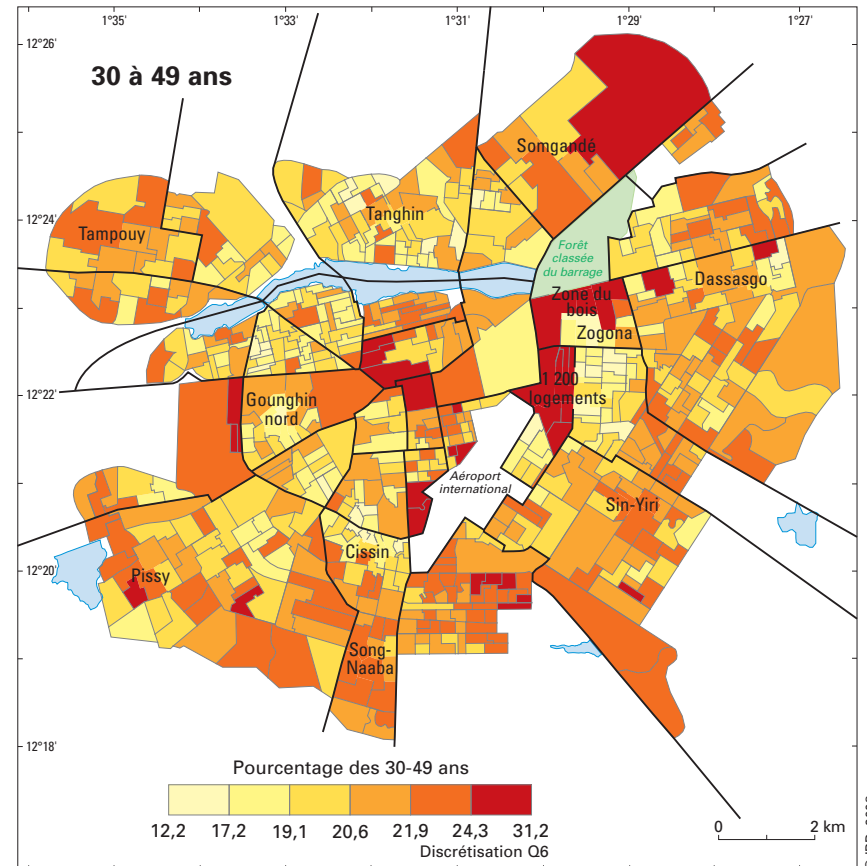 1°35'
1°33'
1°31'
1°29'
1°27'
12°26'
30 à 49 ans
Somgandé
12°24'
Tanghin
Tampouy
Forêt
classée
du barrage
Dassasgo
Zone du
bois
Zogona
12°22'
1 200
logements
Gounghin
nord
Aéroport
international
Sin-Yiri
Cissin
12°20'
Pissy
Song-
Naaba
12°18'
Pourcentage des 30-49 ans
12,2
17,2
19,1
20,6
21,9
24,3
31,2
Discrétisation Q6
0
2 km